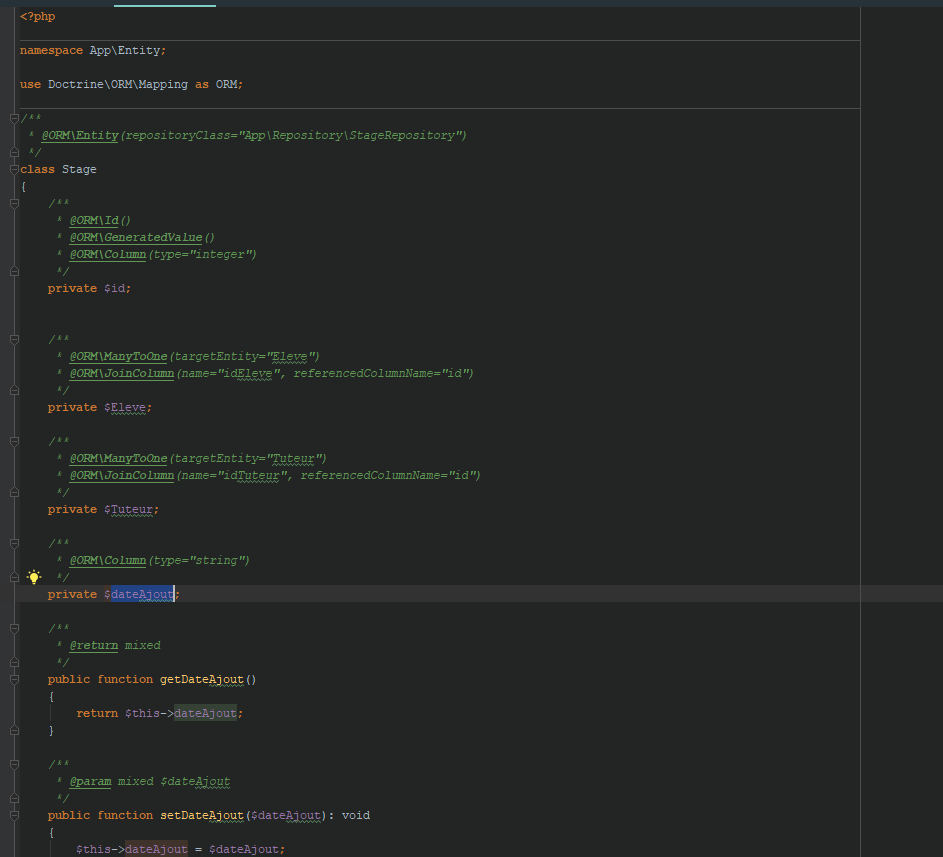 <?php
namespace App\Entity;
use Doctrine\ORM\Mapping as ORM;
/**
 * @ORM\Entity(repositoryClass="App\Repository\StageRepository")
 */
class Stage
{
    /**
     * @ORM\Id()
     * @ORM\GeneratedValue()
     * @ORM\Column(type="integer")
     */
    private $id;
    /**
     * @ORM\ManyToOne(targetEntity="Eleve")
     * @ORM\JoinColumn(name="idEleve", referencedColumnName="id")
     */
    private $Eleve;
    /**
     * @ORM\ManyToOne(targetEntity="Tuteur")
     * @ORM\JoinColumn(name="idTuteur", referencedColumnName="id")
     */
    private $Tuteur;
    /**
     * @ORM\Column(type="string")
     */
    private $dateAjout;
    /**
     * @return mixed
     */
    public function getDateAjout()
    {
        return $this->dateAjout;
    }
    /**
     * @param mixed $dateAjout
     */
    public function setDateAjout($dateAjout): void
    {
        $this->dateAjout = $dateAjout;